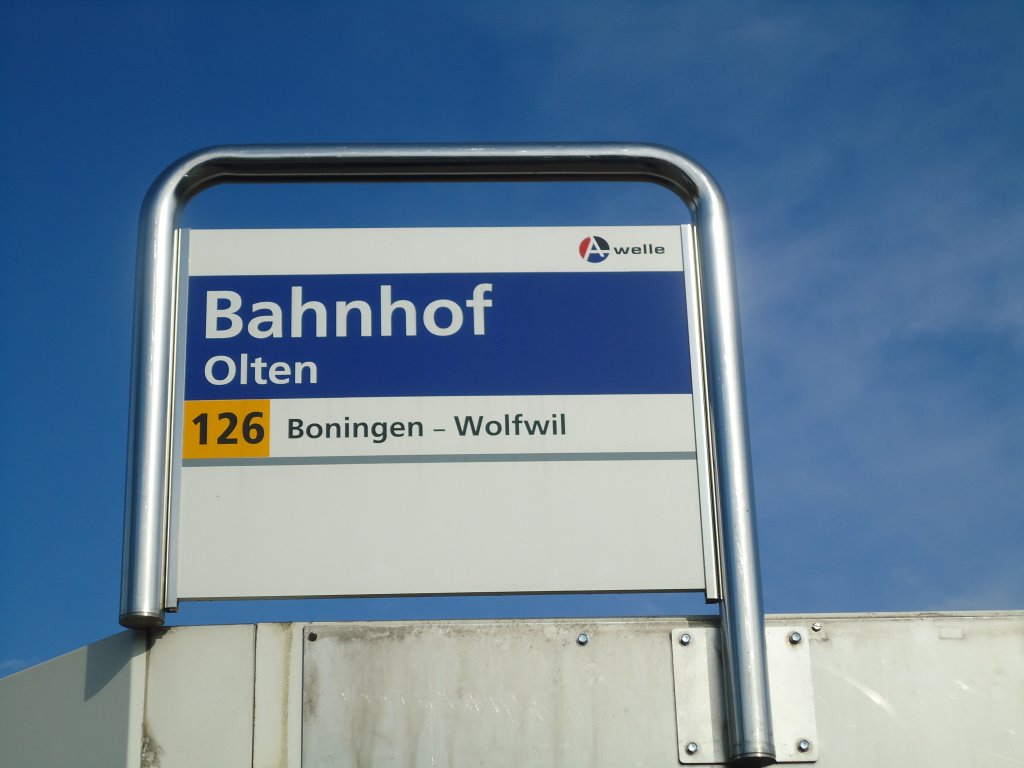 A-welle
Bahnhof
Olten
126 Boningen – Wolfwil